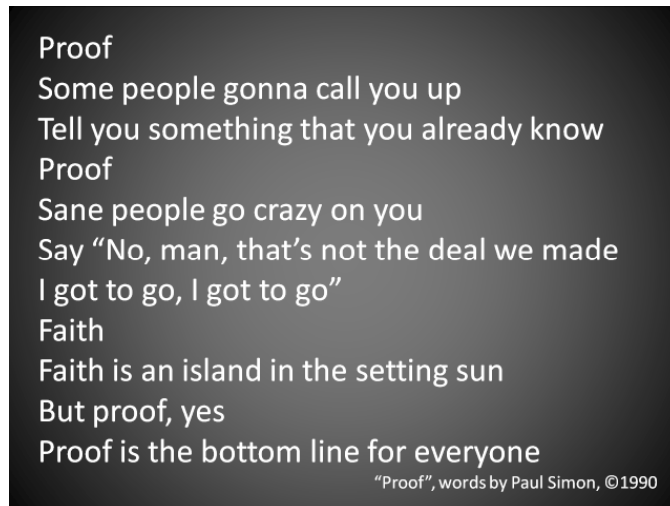 Proof
Some people gonna call you up
Tell you something that you already know
Proof
Sane people go crazy on you
Say “No, man, that’s not the deal we made
I got to go, I got to go”
Faith
Faith is an island in the setting sun
But proof, yes
Proof is the bottom line for everyone
“Proof”, words by Paul Simon, ©1990